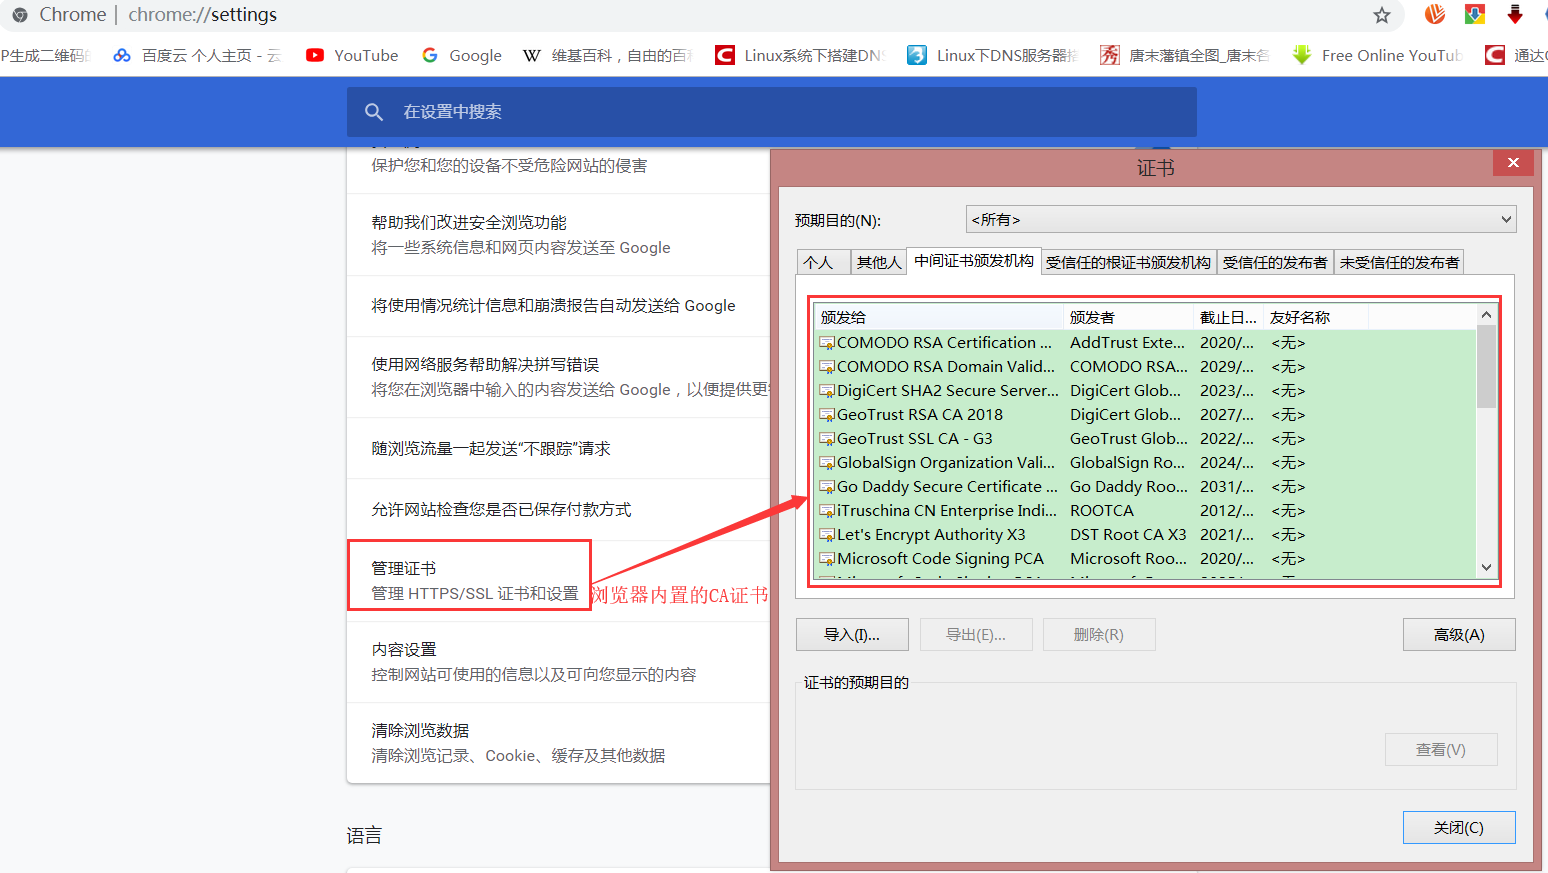 Chrome | chrome://settings
P生成二维码
百度云 个人主页 - 云
YouTube
Google
维基百科，自由的百科
Linux系统下搭建DNS
Linux下DNS服务器搭
唐末藩镇全图_唐末各
Free Online YouTub
通达
在设置中搜索
保护您和您的设备不受危险网站的侵害
帮助我们改进安全浏览功能
将一些系统信息和网页内容发送至 Google
将使用情况统计信息和崩溃报告自动发送给 Google
使用网络服务帮助解决拼写错误
将您在浏览器中输入的内容发送给 Google，以便提供更
随浏览流量一起发送“不跟踪”请求
允许网站检查您是否已保存付款方式
管理证书
管理 HTTPS/SSL 证书和设置
浏览器内置的CA证书
内容设置
控制网站可使用的信息以及可向您显示的内容
清除浏览数据
清除浏览记录、Cookie、缓存及其他数据
语言
证书
预期目的(N): <所有>
个人 其他人 中间证书颁发机构 受信任的根证书颁发机构 受信任的发布者 未受信任的发布者
颁发给 颁发者 截止日... 友好名称
COMODO RSA Certification ... AddTrust Exte... 2020/... <无>
COMODO RSA Domain Valid... COMODO RSA... 2029/... <无>
DigiCert SHA2 Secure Server... DigiCert Glob... 2023/... <无>
GeoTrust RSA CA 2018 DigiCert Glob... 2027/... <无>
GeoTrust SSL CA - G3 GeoTrust Glob... 2022/... <无>
GlobalSign Organization Vali... GlobalSign Ro... 2024/... <无>
Go Daddy Secure Certificate ... Go Daddy Roo... 2031/... <无>
iTruschina CN Enterprise Indi... ROOTCA 2012/... <无>
Let's Encrypt Authority X3 DST Root CA X3 2021/... <无>
Microsoft Code Signing PCA Microsoft Roo... 2020/... <无>
导入(I)... 导出(E)... 删除(R) 高级(A)
证书的预期目的
查看(V)
关闭(C)